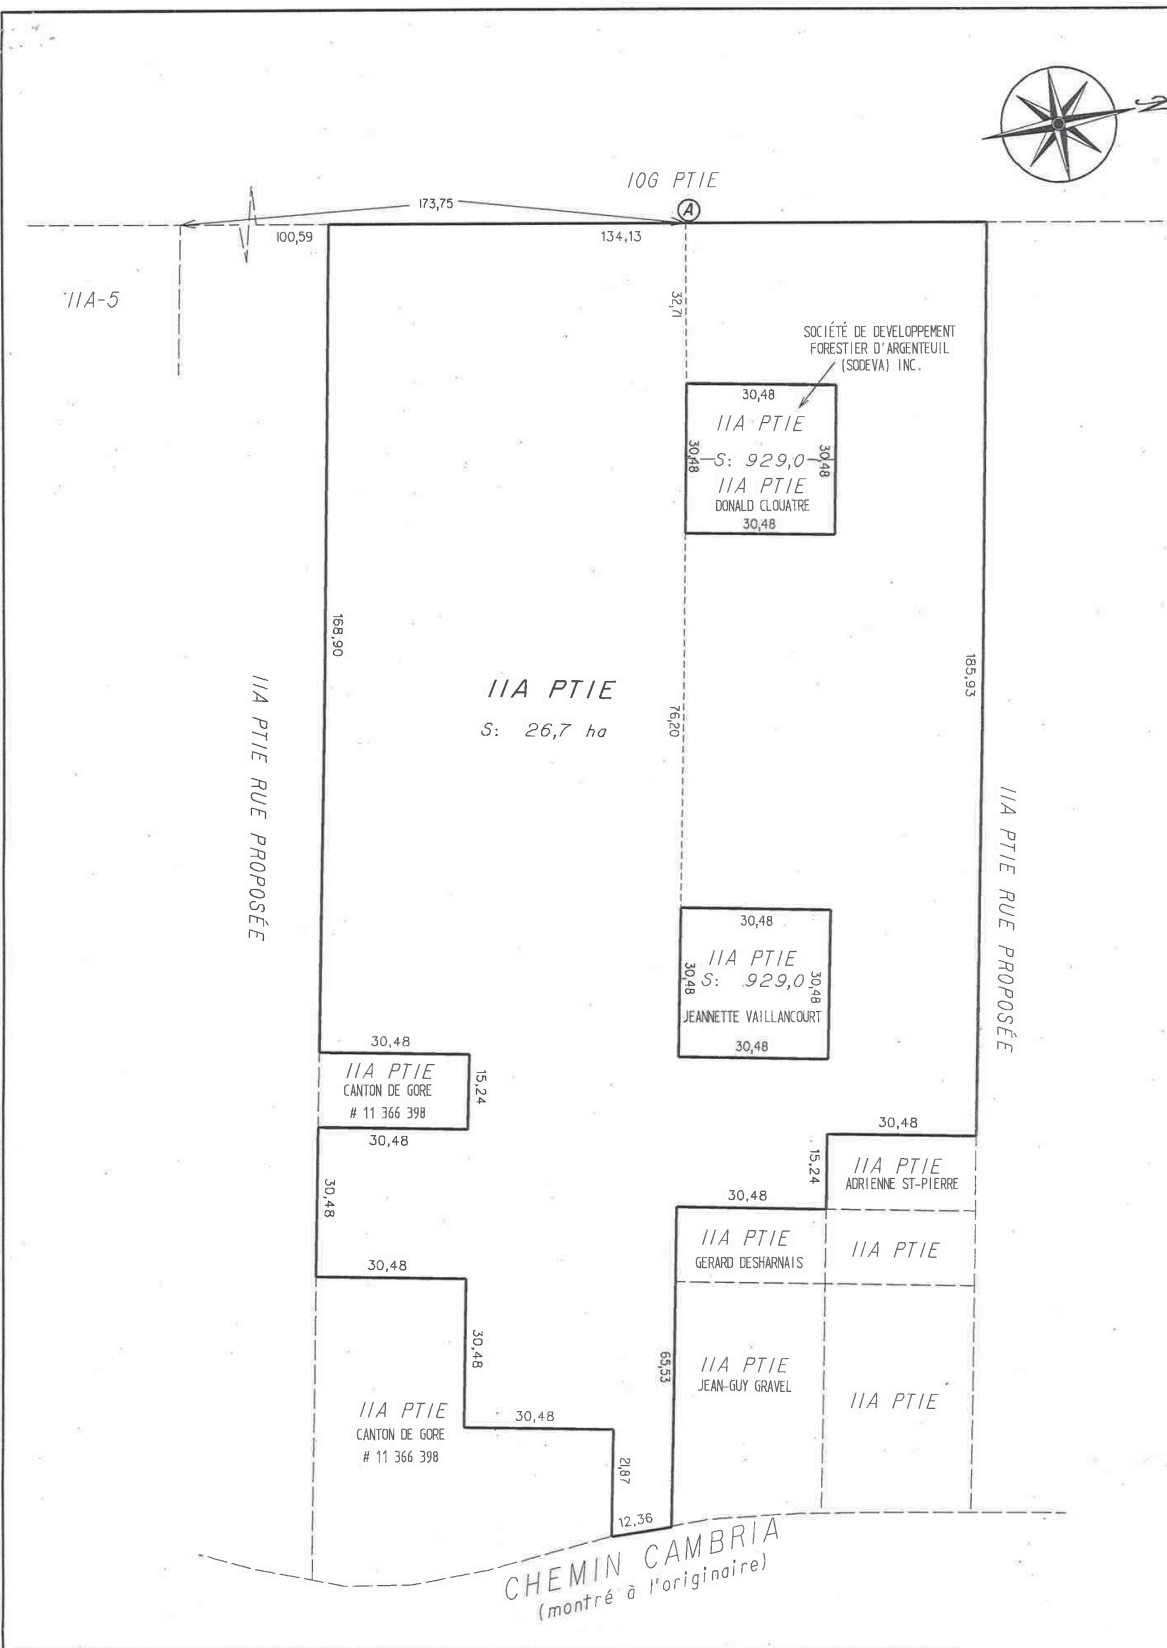 N
10G PTIE
A
173,75
100,59
134,13
11A-5
32,71
SOCIÉTÉ DE DEVELOPPEMENT
FORESTIER D'ARGENTEUIL
(SODEVA) INC.
30,48
11A PTIE
30,48
S: 929,0
30,48
11A PTIE
DONALD CLOUATRE
30,48
168,90
185,93
11A PTIE
S: 26,7 ha
76,20
11A PTIE RUE PROPOSÉE
11A PTIE RUE PROPOSÉE
30,48
11A PTIE
30,48
S: 929,0
30,48
JEANNETTE VAILLANCOURT
30,48
30,48
11A PTIE
CANTON DE GORE
# 11 366 398
15,24
30,48
30,48
15,24
11A PTIE
ADRIENNE ST-PIERRE
30,48
30,48
11A PTIE
GERARD DESHARNAIS
11A PTIE
30,48
30,48
65,53
11A PTIE
JEAN-GUY GRAVEL
11A PTIE
11A PTIE
CANTON DE GORE
# 11 366 398
30,48
21,87
12,36
CHEMIN CAMBRIA
(montré à l'originaire)